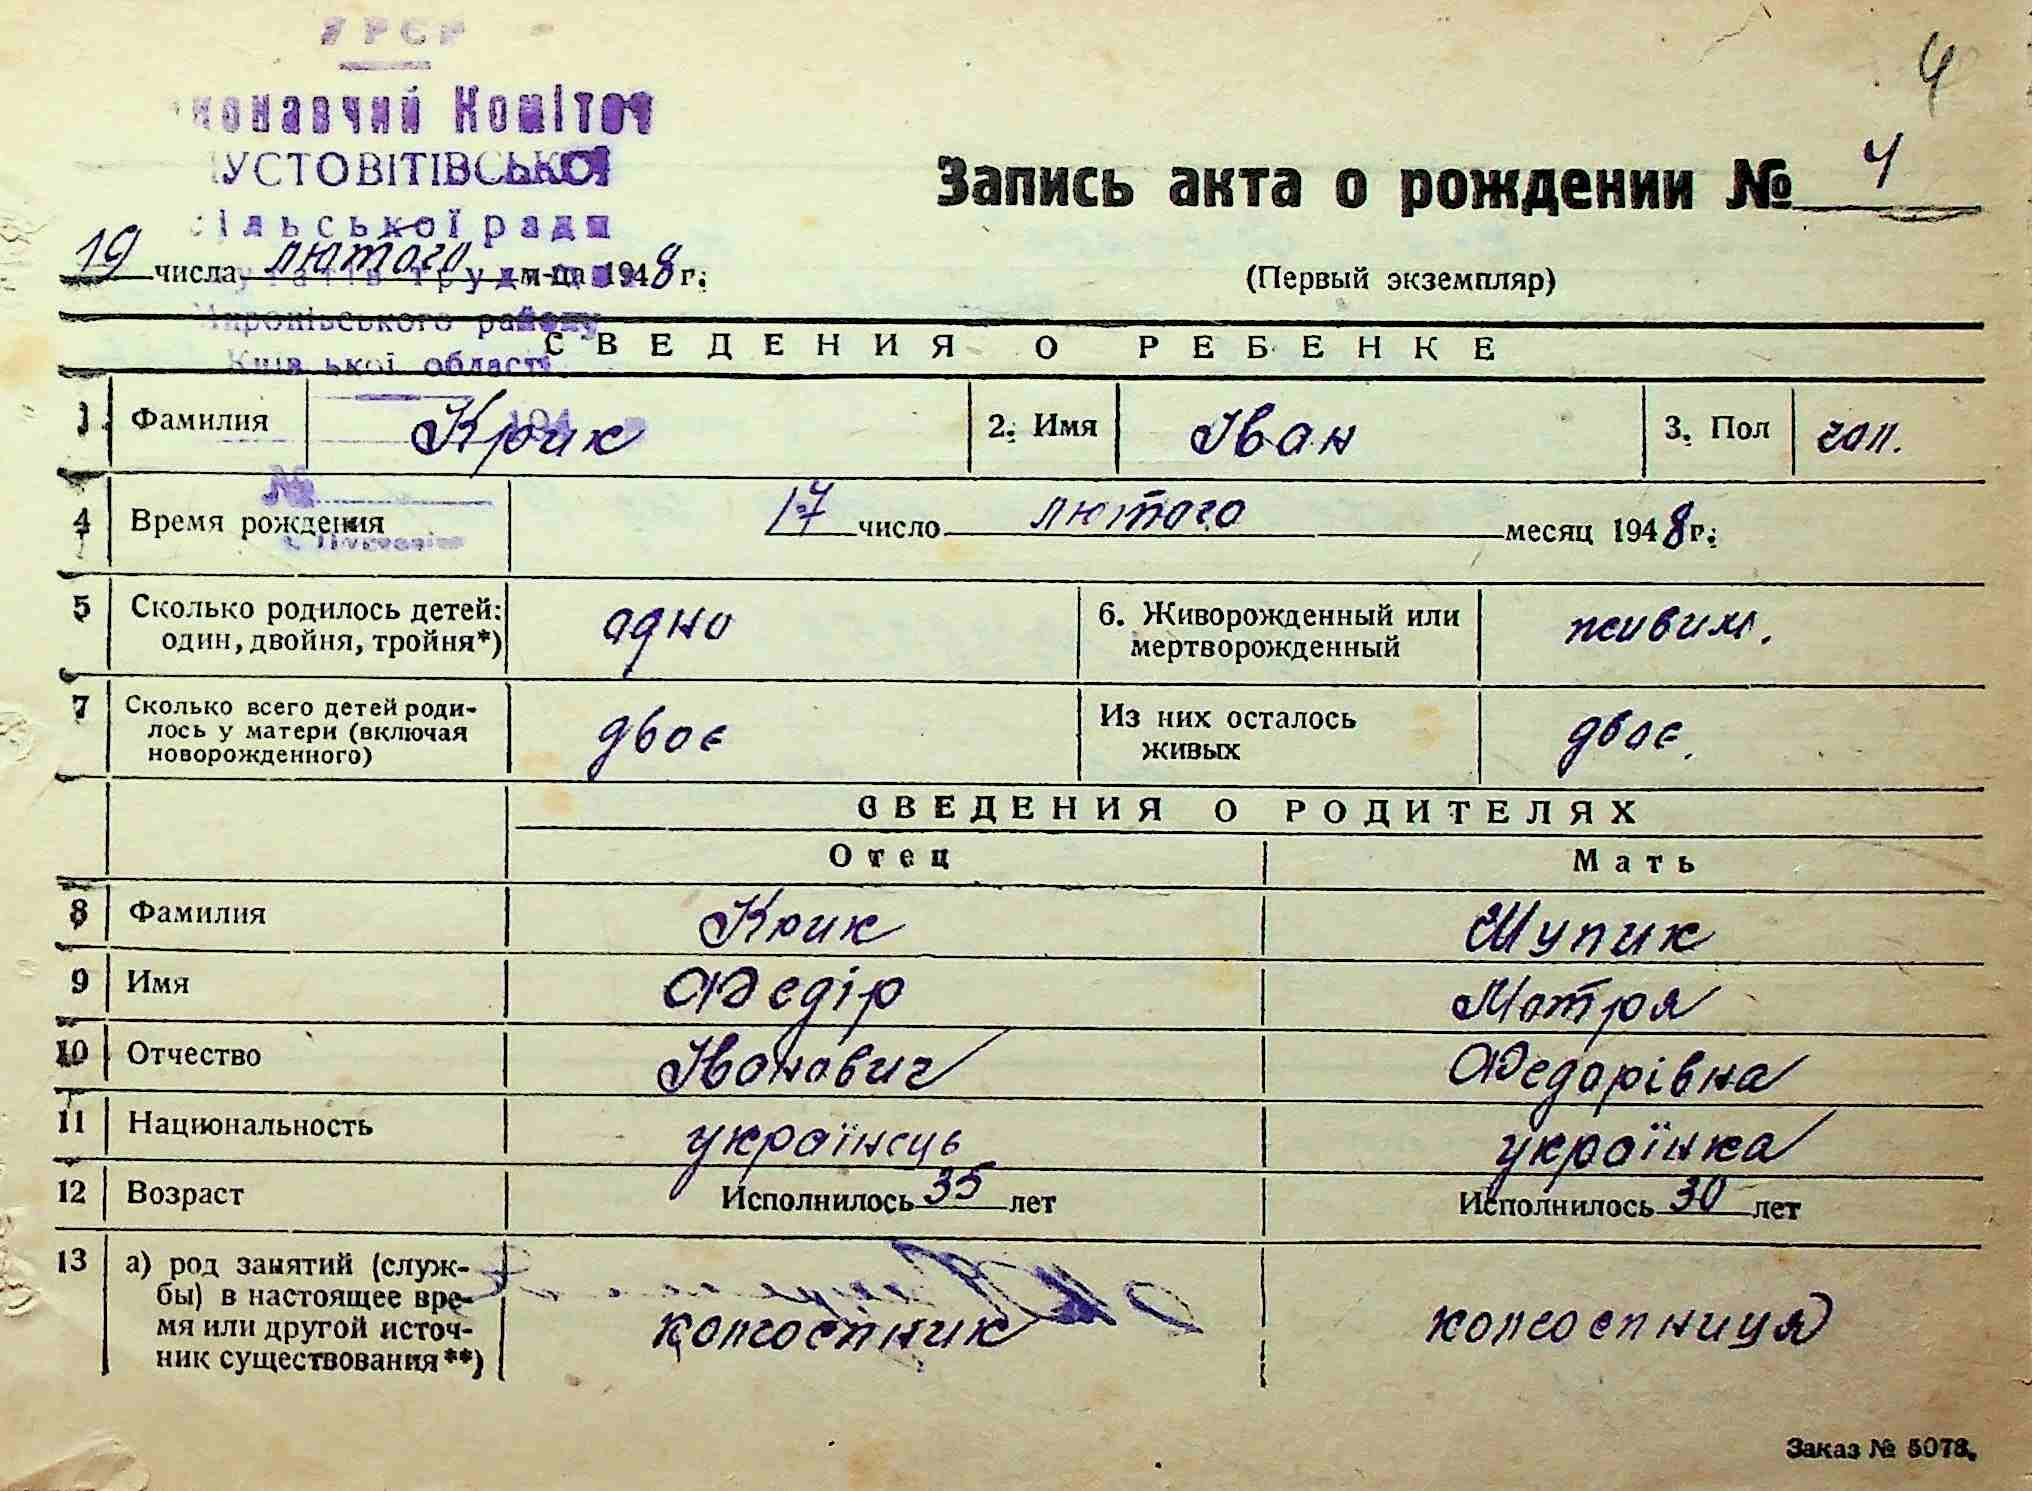 УРСР
4
Виконавчий Комітет
ПУСТОВІТІВСЬКОЇ
сільської ради
Запись акта о рождении № 4
19 числа лютого м-ца 1948 г.
(Первый экземпляр)
Миронівського району
Київської області
СВЕДЕНИЯ О РЕБЕНКЕ
1. Фамилия Крик 2. Имя Іван 3. Пол чол.
194
№
4 Время рождения 17 число лютого месяц 1948 г.
5 Сколько родилось детей: один, двойня, тройня*) одно 6. Живорожденный или мертворожденный живим.
7 Сколько всего детей родилось у матери (включая новорожденного) двоє Из них осталось живых двоє.
СВЕДЕНИЯ О РОДИТЕЛЯХ
Отец Мать
8 Фамилия Крик Шупик
9 Имя Федір Мотря
10 Отчество Іванович Федорівна
11 Национальность українець українка
12 Возраст Исполнилось 35 лет Исполнилось 30 лет
13 а) род занятий (службы) в настоящее время или другой источник существования**) колгоспник колгоспниця
Заказ № 5078.